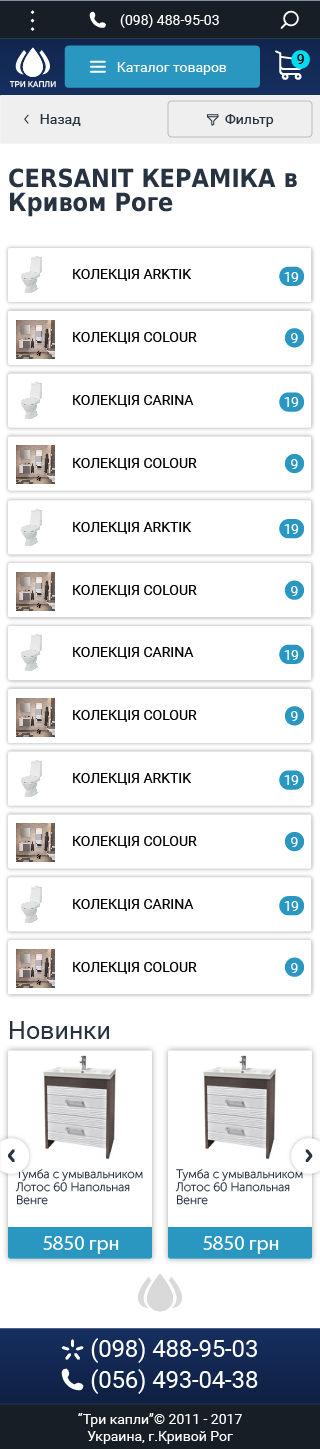 (098) 488-95-03
ТРИ КАПЛИ
Каталог товаров
9
Назад
Фильтр
CERSANIT КЕРАМІКА в
Кривом Роге
КОЛЕКЦІЯ ARKTIK 19
КОЛЕКЦІЯ COLOUR 9
КОЛЕКЦІЯ CARINA 19
КОЛЕКЦІЯ COLOUR 9
КОЛЕКЦІЯ ARKTIK 19
КОЛЕКЦІЯ COLOUR 9
КОЛЕКЦІЯ CARINA 19
КОЛЕКЦІЯ COLOUR 9
КОЛЕКЦІЯ ARKTIK 19
КОЛЕКЦІЯ COLOUR 9
КОЛЕКЦІЯ CARINA 19
КОЛЕКЦІЯ COLOUR 9
Новинки
Тумба с умывальником
Лотос 60 Напольная
Венге
5850 грн
Тумба с умывальником
Лотос 60 Напольная
Венге
5850 грн
(098) 488-95-03
(056) 493-04-38
“Три капли”© 2011 - 2017
Украина, г.Кривой Рог